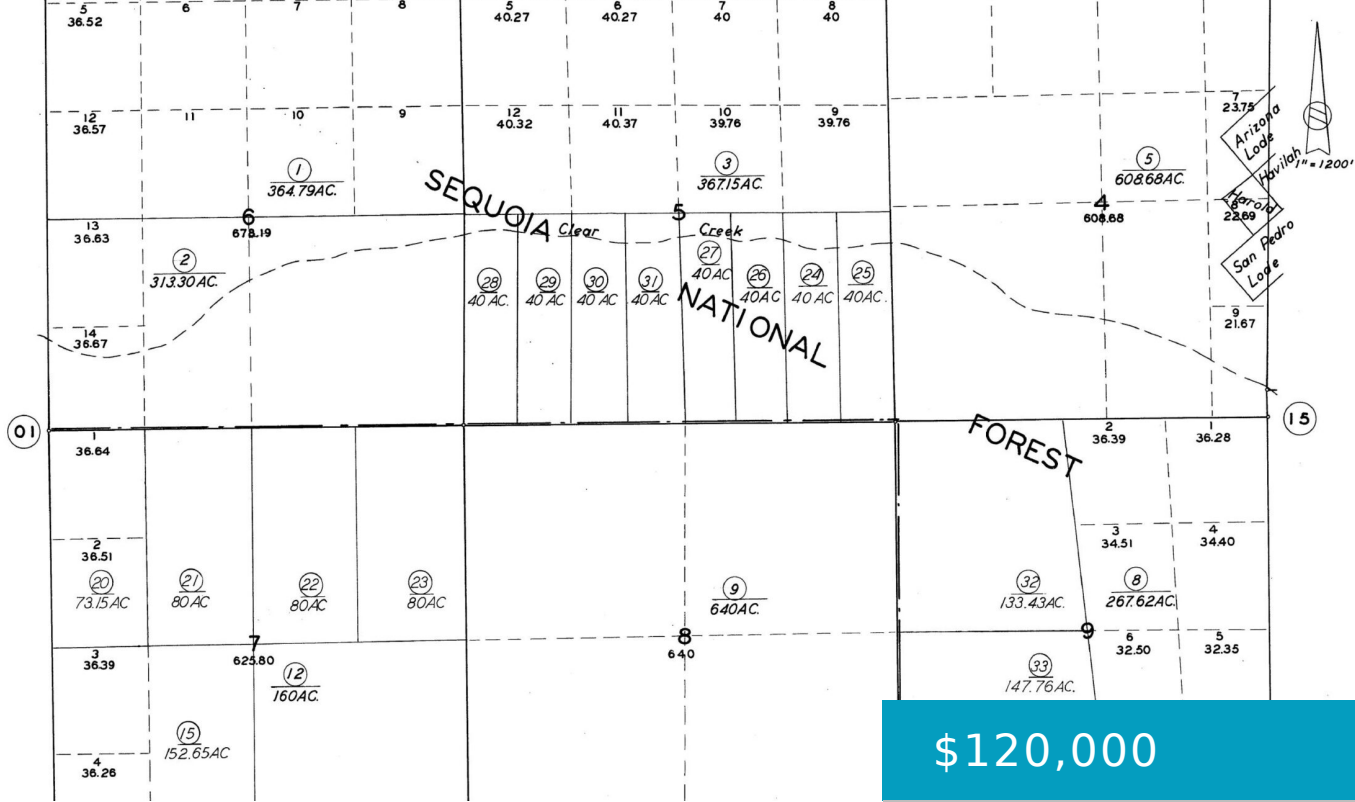 5 6 7 8 5 6 7 8
36.52 40.27 40.27 40 40
7
23.75
12 11 10 9 12 11 10 9
36.57 40.32 40.37 39.76 39.76
Arizona
Lode
1 3 5
364.79AC. 367.15AC. 608.68AC.
Havilah
1"=1200'
SEQUOIA
6 5 4
678.19 608.68
Harold
8
22.69
13
36.63
Clear Creek
San Pedro
Lode
2
313.30 AC.
28 29 30 31 27 26 24 25
40 AC. 40 AC 40 AC 40 AC. 40 AC 40AC 40 AC 40AC.
NATIONAL
9
21.67
14
36.67
01 15
FOREST
1 2 1
36.64 36.39 36.28
2 3 4
36.51 34.51 34.40
20 21 22 23 9 32 8
73.15AC 80AC 80AC 80AC 640AC. 133.43AC. 267.62AC.
7 8 9
625.80 640
3 6 5
36.39 32.50 32.35
12 33
160AC. 147.76AC.
15
152.65AC
4
36.26
$120,000